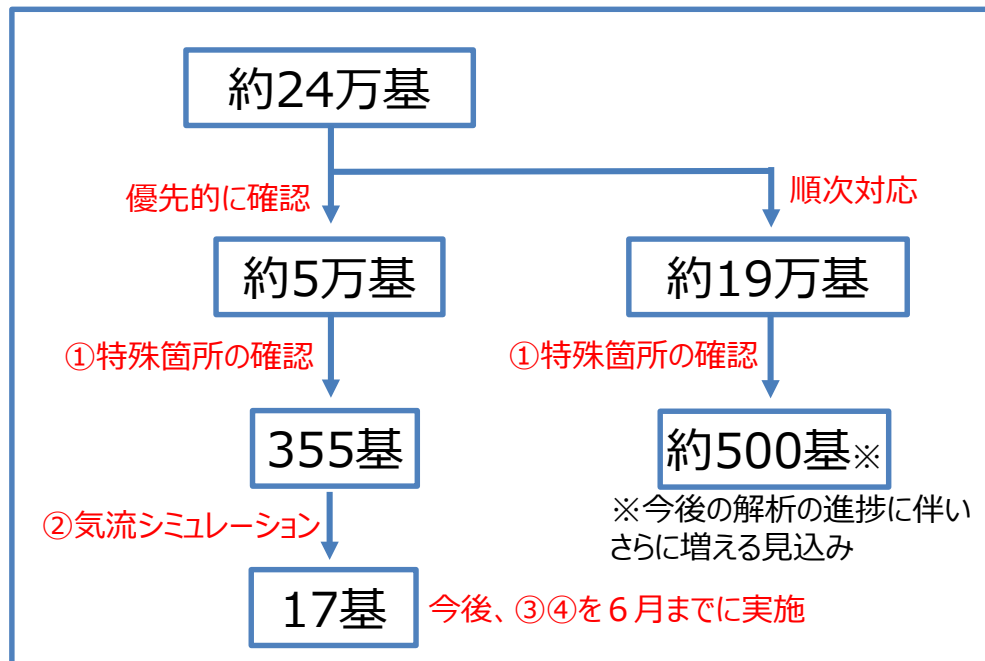 約24万基
優先的に確認
順次対応
約5万基
約19万基
①特殊箇所の確認
①特殊箇所の確認
355基
約500基※
②気流シミュレーション
※今後の解析の進捗に伴い
さらに増える見込み
17基
今後、③④を６月までに実施